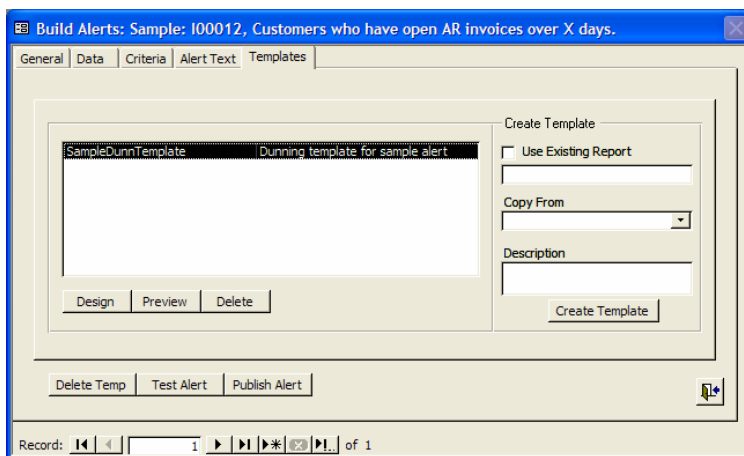 Build Alerts: Sample: I00012, Customers who have open AR invoices over X days.
General Data Criteria Alert Text Templates
Create Template
SampleDunnTemplate Dunning template for sample alert
Use Existing Report
Copy From
Description
Design Preview Delete
Create Template
Delete Temp Test Alert Publish Alert
Record: 1 of 1